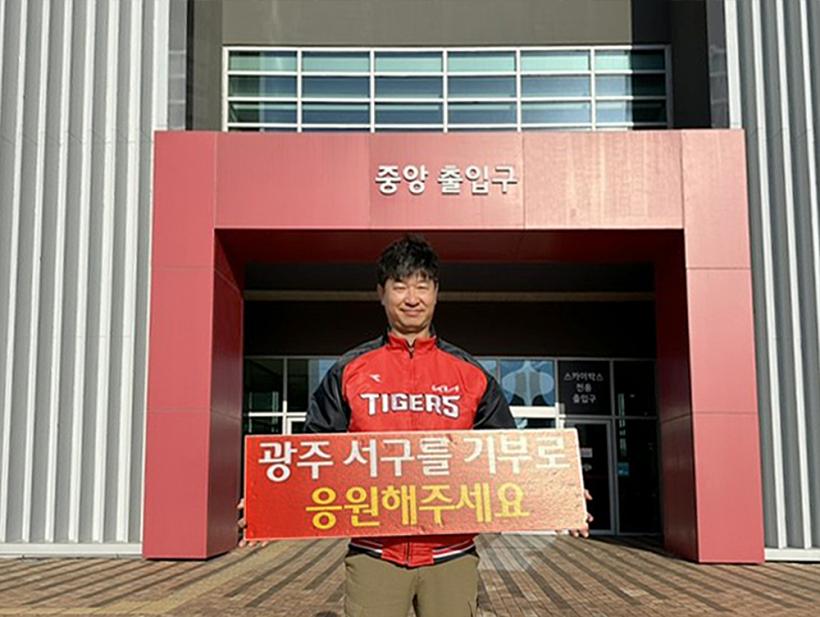 중앙 출입구
스카이박스
전용
출입구
KIA
TIGERS
광주 서구를 기부로
응원해주세요